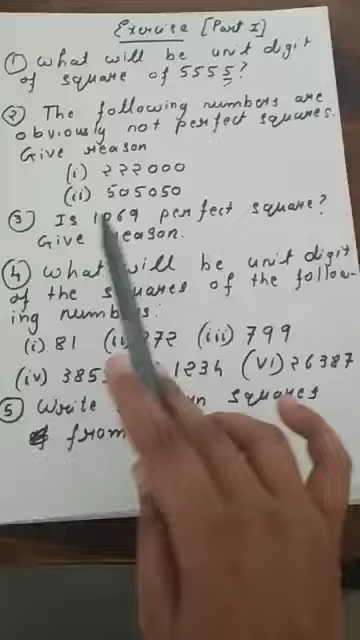 Exercise [Part I]
① What will be unit digit
of square of 5555?
② The following numbers are
obviously not perfect squares.
Give reason
(i) 222000
(ii) 505050
③ Is 1069 perfect square?
Give reason.
④ What will be unit digit
of the squares of the follow-
ing numbers:
(i) 81 272 (iii) 799
(iv) 385 1234 (VI) 26387
⑤ Write squares
from